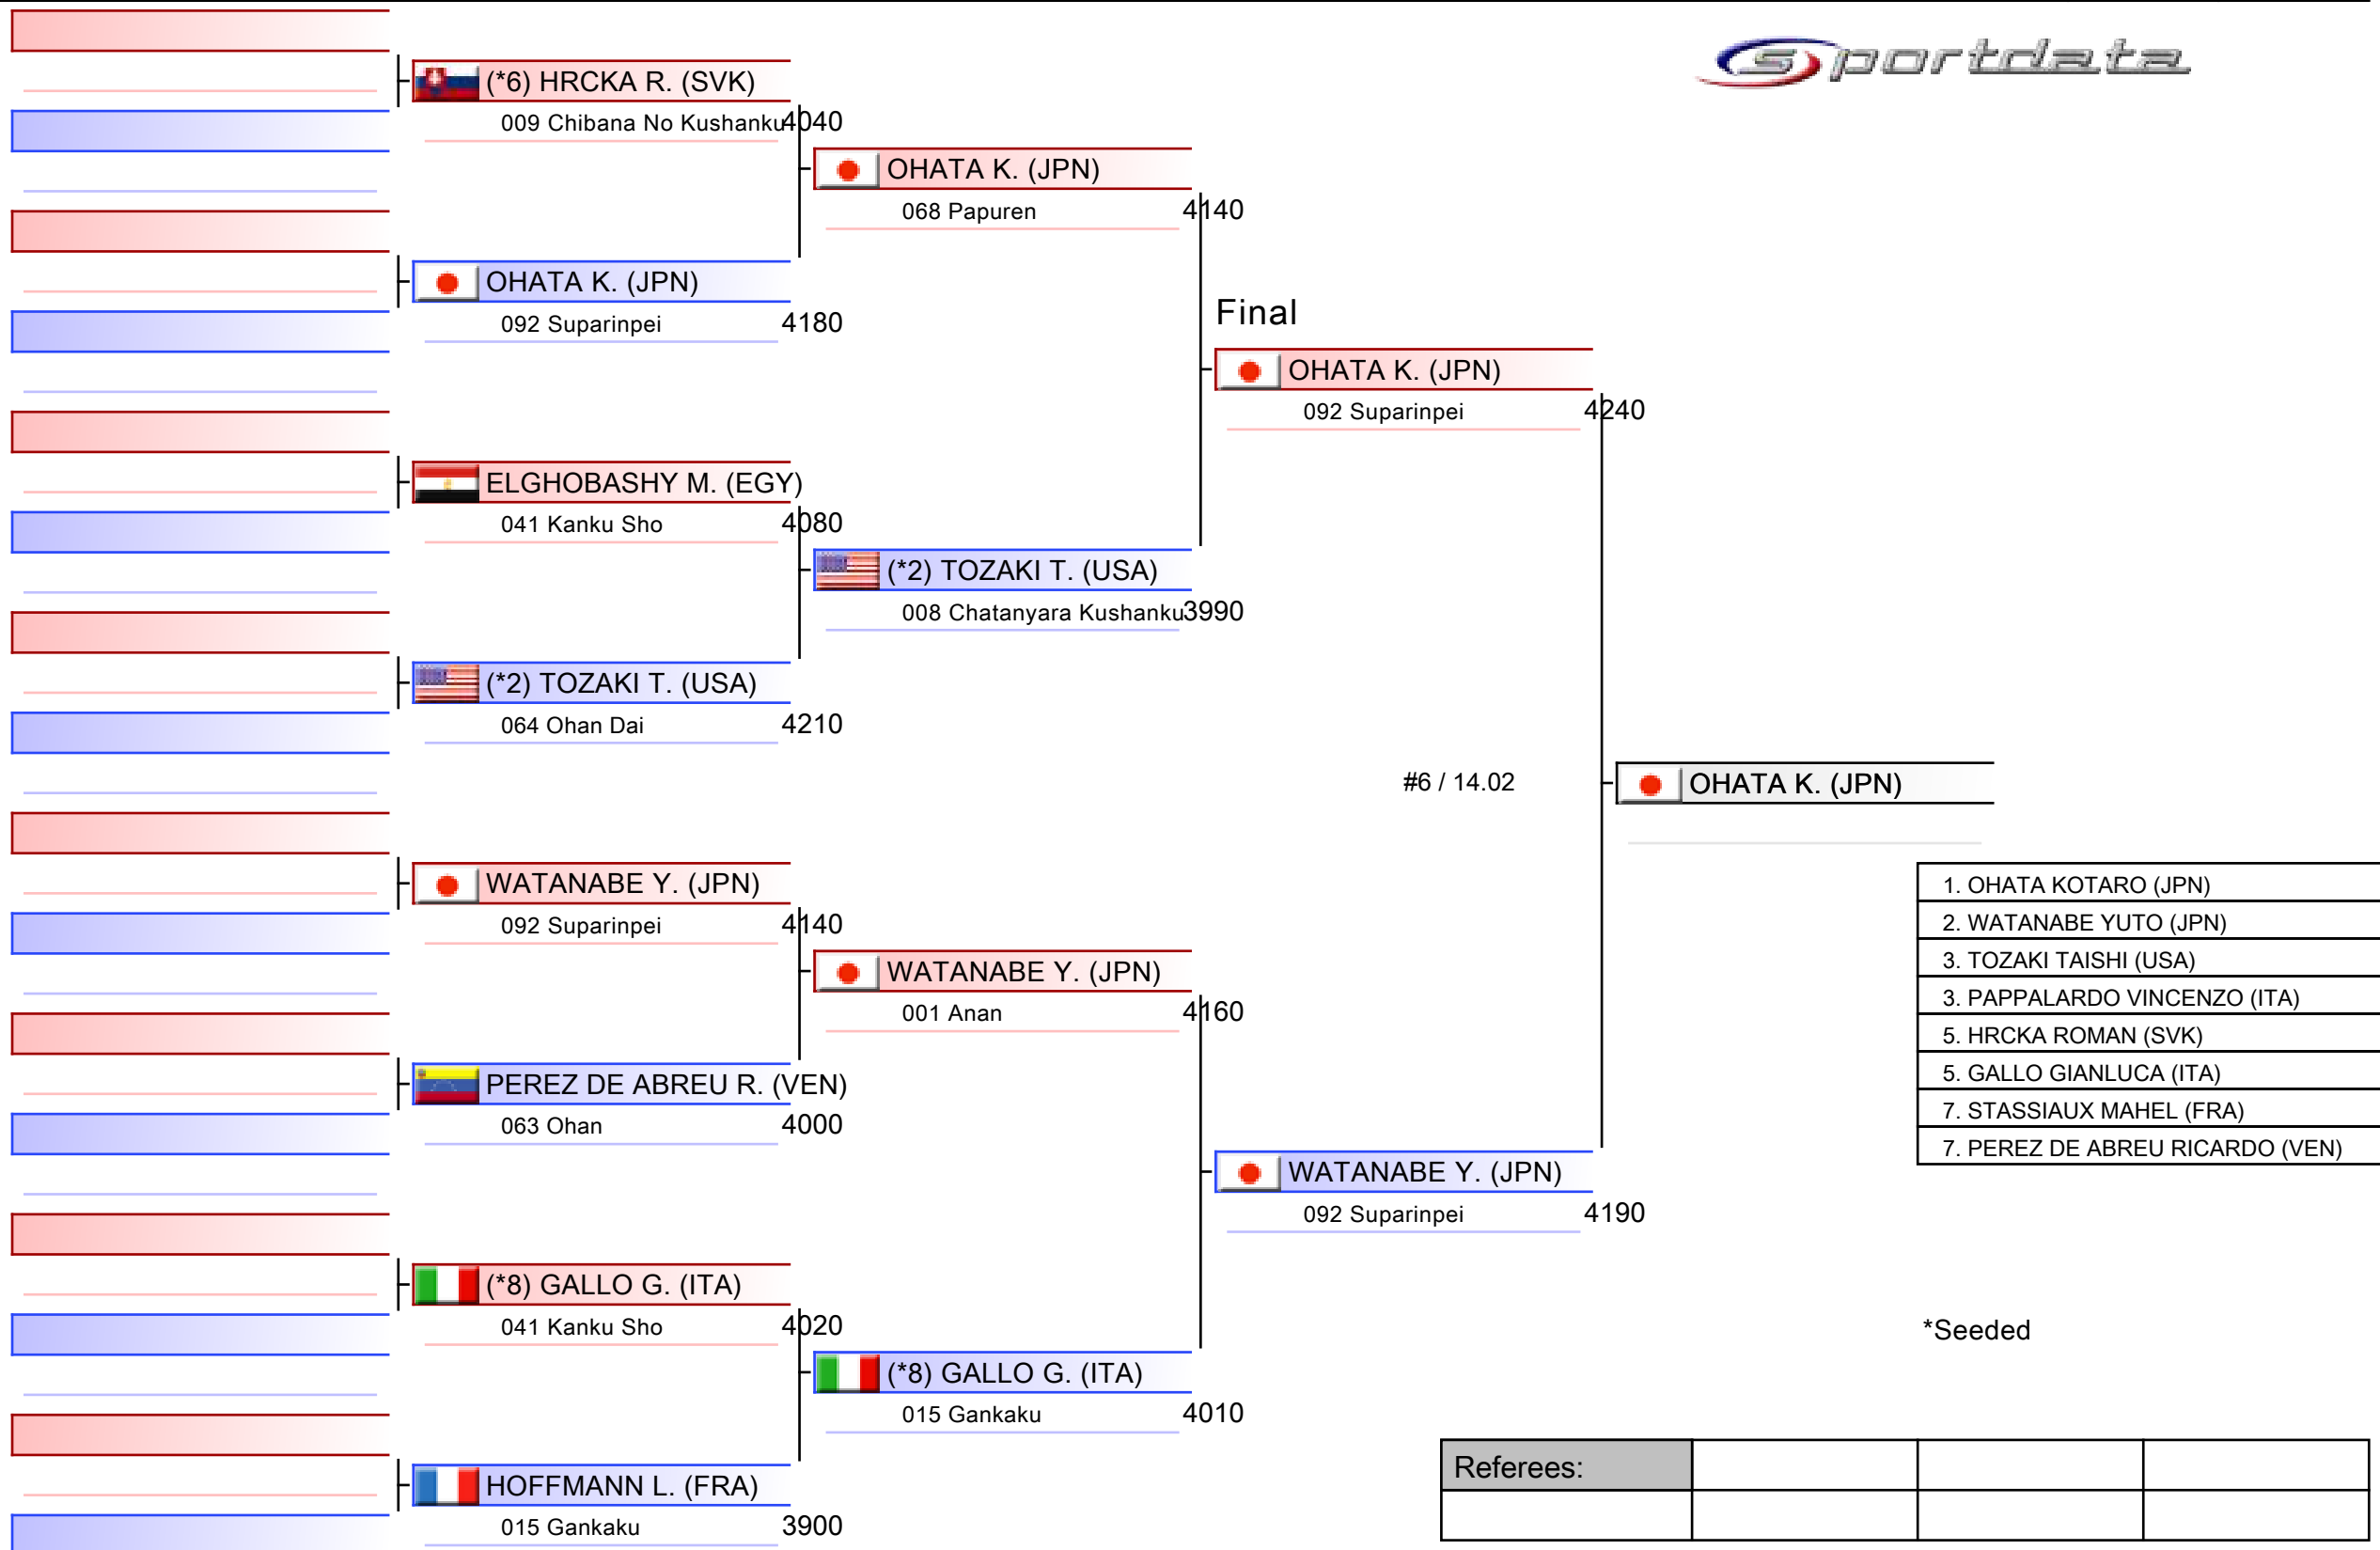 sportdata
(*6) HRCKA R. (SVK)
009 Chibana No Kushanku 4040
OHATA K. (JPN)
068 Papuren 4140
OHATA K. (JPN)
092 Suparinpei 4180
Final
OHATA K. (JPN)
092 Suparinpei 4240
ELGHOBASHY M. (EGY)
041 Kanku Sho 4080
(*2) TOZAKI T. (USA)
008 Chatanyara Kushanku 3990
(*2) TOZAKI T. (USA)
064 Ohan Dai 4210
#6 / 14.02
OHATA K. (JPN)
WATANABE Y. (JPN)
092 Suparinpei 4140
WATANABE Y. (JPN)
001 Anan 4160
PEREZ DE ABREU R. (VEN)
063 Ohan 4000
1. OHATA KOTARO (JPN)
2. WATANABE YUTO (JPN)
3. TOZAKI TAISHI (USA)
3. PAPPALARDO VINCENZO (ITA)
5. HRCKA ROMAN (SVK)
5. GALLO GIANLUCA (ITA)
7. STASSIAUX MAHEL (FRA)
7. PEREZ DE ABREU RICARDO (VEN)
WATANABE Y. (JPN)
092 Suparinpei 4190
(*8) GALLO G. (ITA)
041 Kanku Sho 4020
*Seeded
(*8) GALLO G. (ITA)
015 Gankaku 4010
HOFFMANN L. (FRA)
015 Gankaku 3900
Referees: